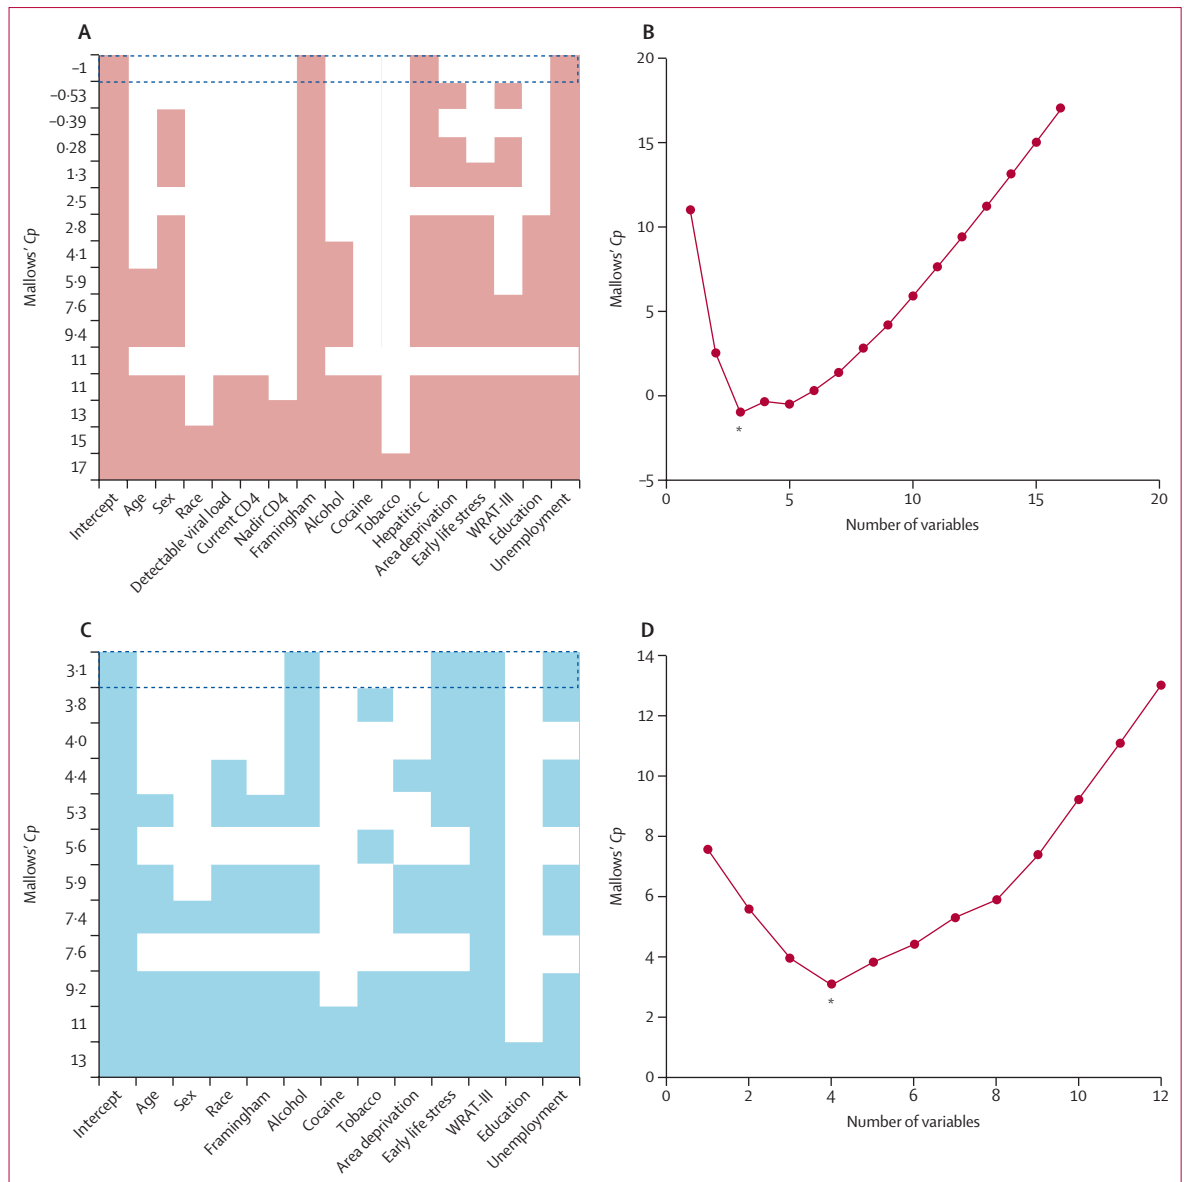 A
Mallows' Cp
–1
–0·53
–0·39
0·28
1·3
2·5
2·8
4·1
5·9
7·6
9·4
11
11
13
15
17
Intercept
Age
Sex
Race
Detectable viral load
Current CD4
Nadir CD4
Framingham
Alcohol
Cocaine
Tobacco
Hepatitis C
Area deprivation
Early life stress
WRAT-III
Education
Unemployment
B
Mallows' Cp
20
15
10
5
0
–5
*
0 5 10 15 20
Number of variables
C
Mallows' Cp
3·1
3·8
4·0
4·4
5·3
5·6
5·9
7·4
7·6
9·2
11
13
Intercept
Age
Sex
Race
Framingham
Alcohol
Cocaine
Tobacco
Area deprivation
Early life stress
WRAT-III
Education
Unemployment
D
Mallows' Cp
14
12
10
8
6
4
2
0
*
0 2 4 6 8 10 12
Number of variables